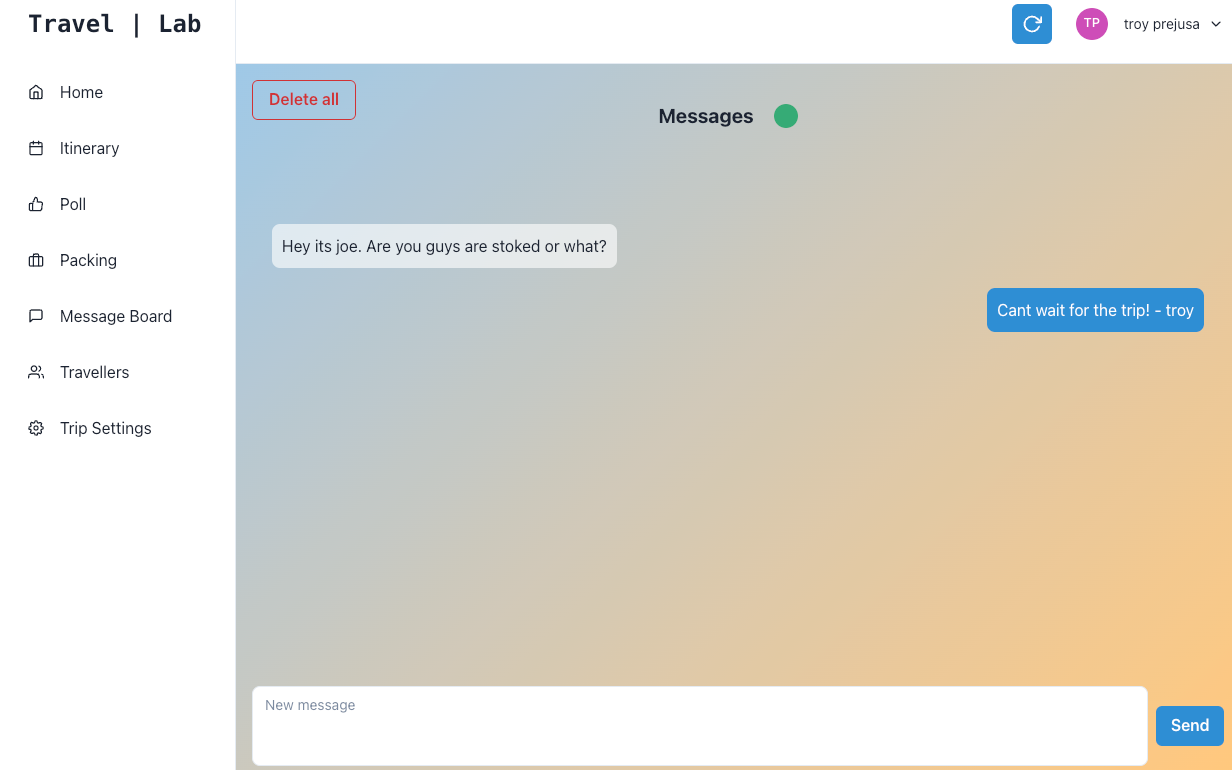 Travel | Lab
TP
troy prejusa
Home
Itinerary
Poll
Packing
Message Board
Travellers
Trip Settings
Delete all
Messages
Hey its joe. Are you guys are stoked or what?
Cant wait for the trip! - troy
New message
Send